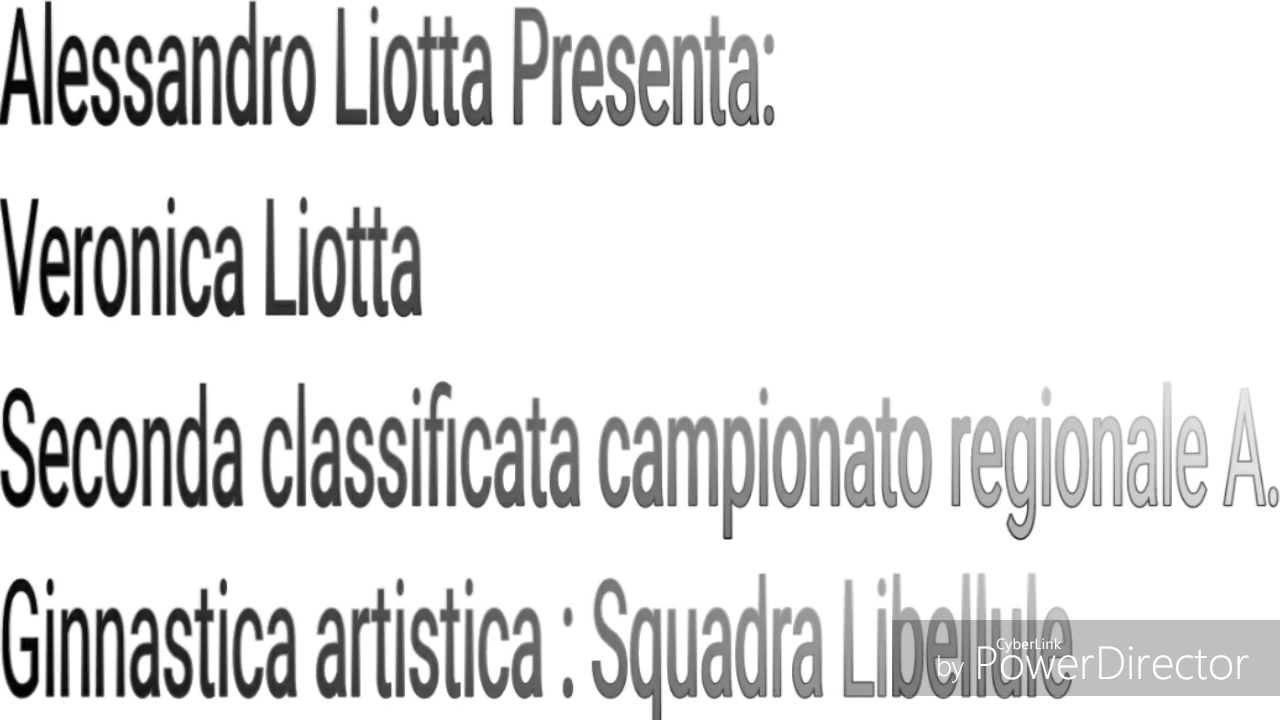 Alessandro Liotta Presenta:
Veronica Liotta
Seconda classificata campionato regionale A.
Ginnastica artistica : Squadra Libellule
CyberLink
by PowerDirector